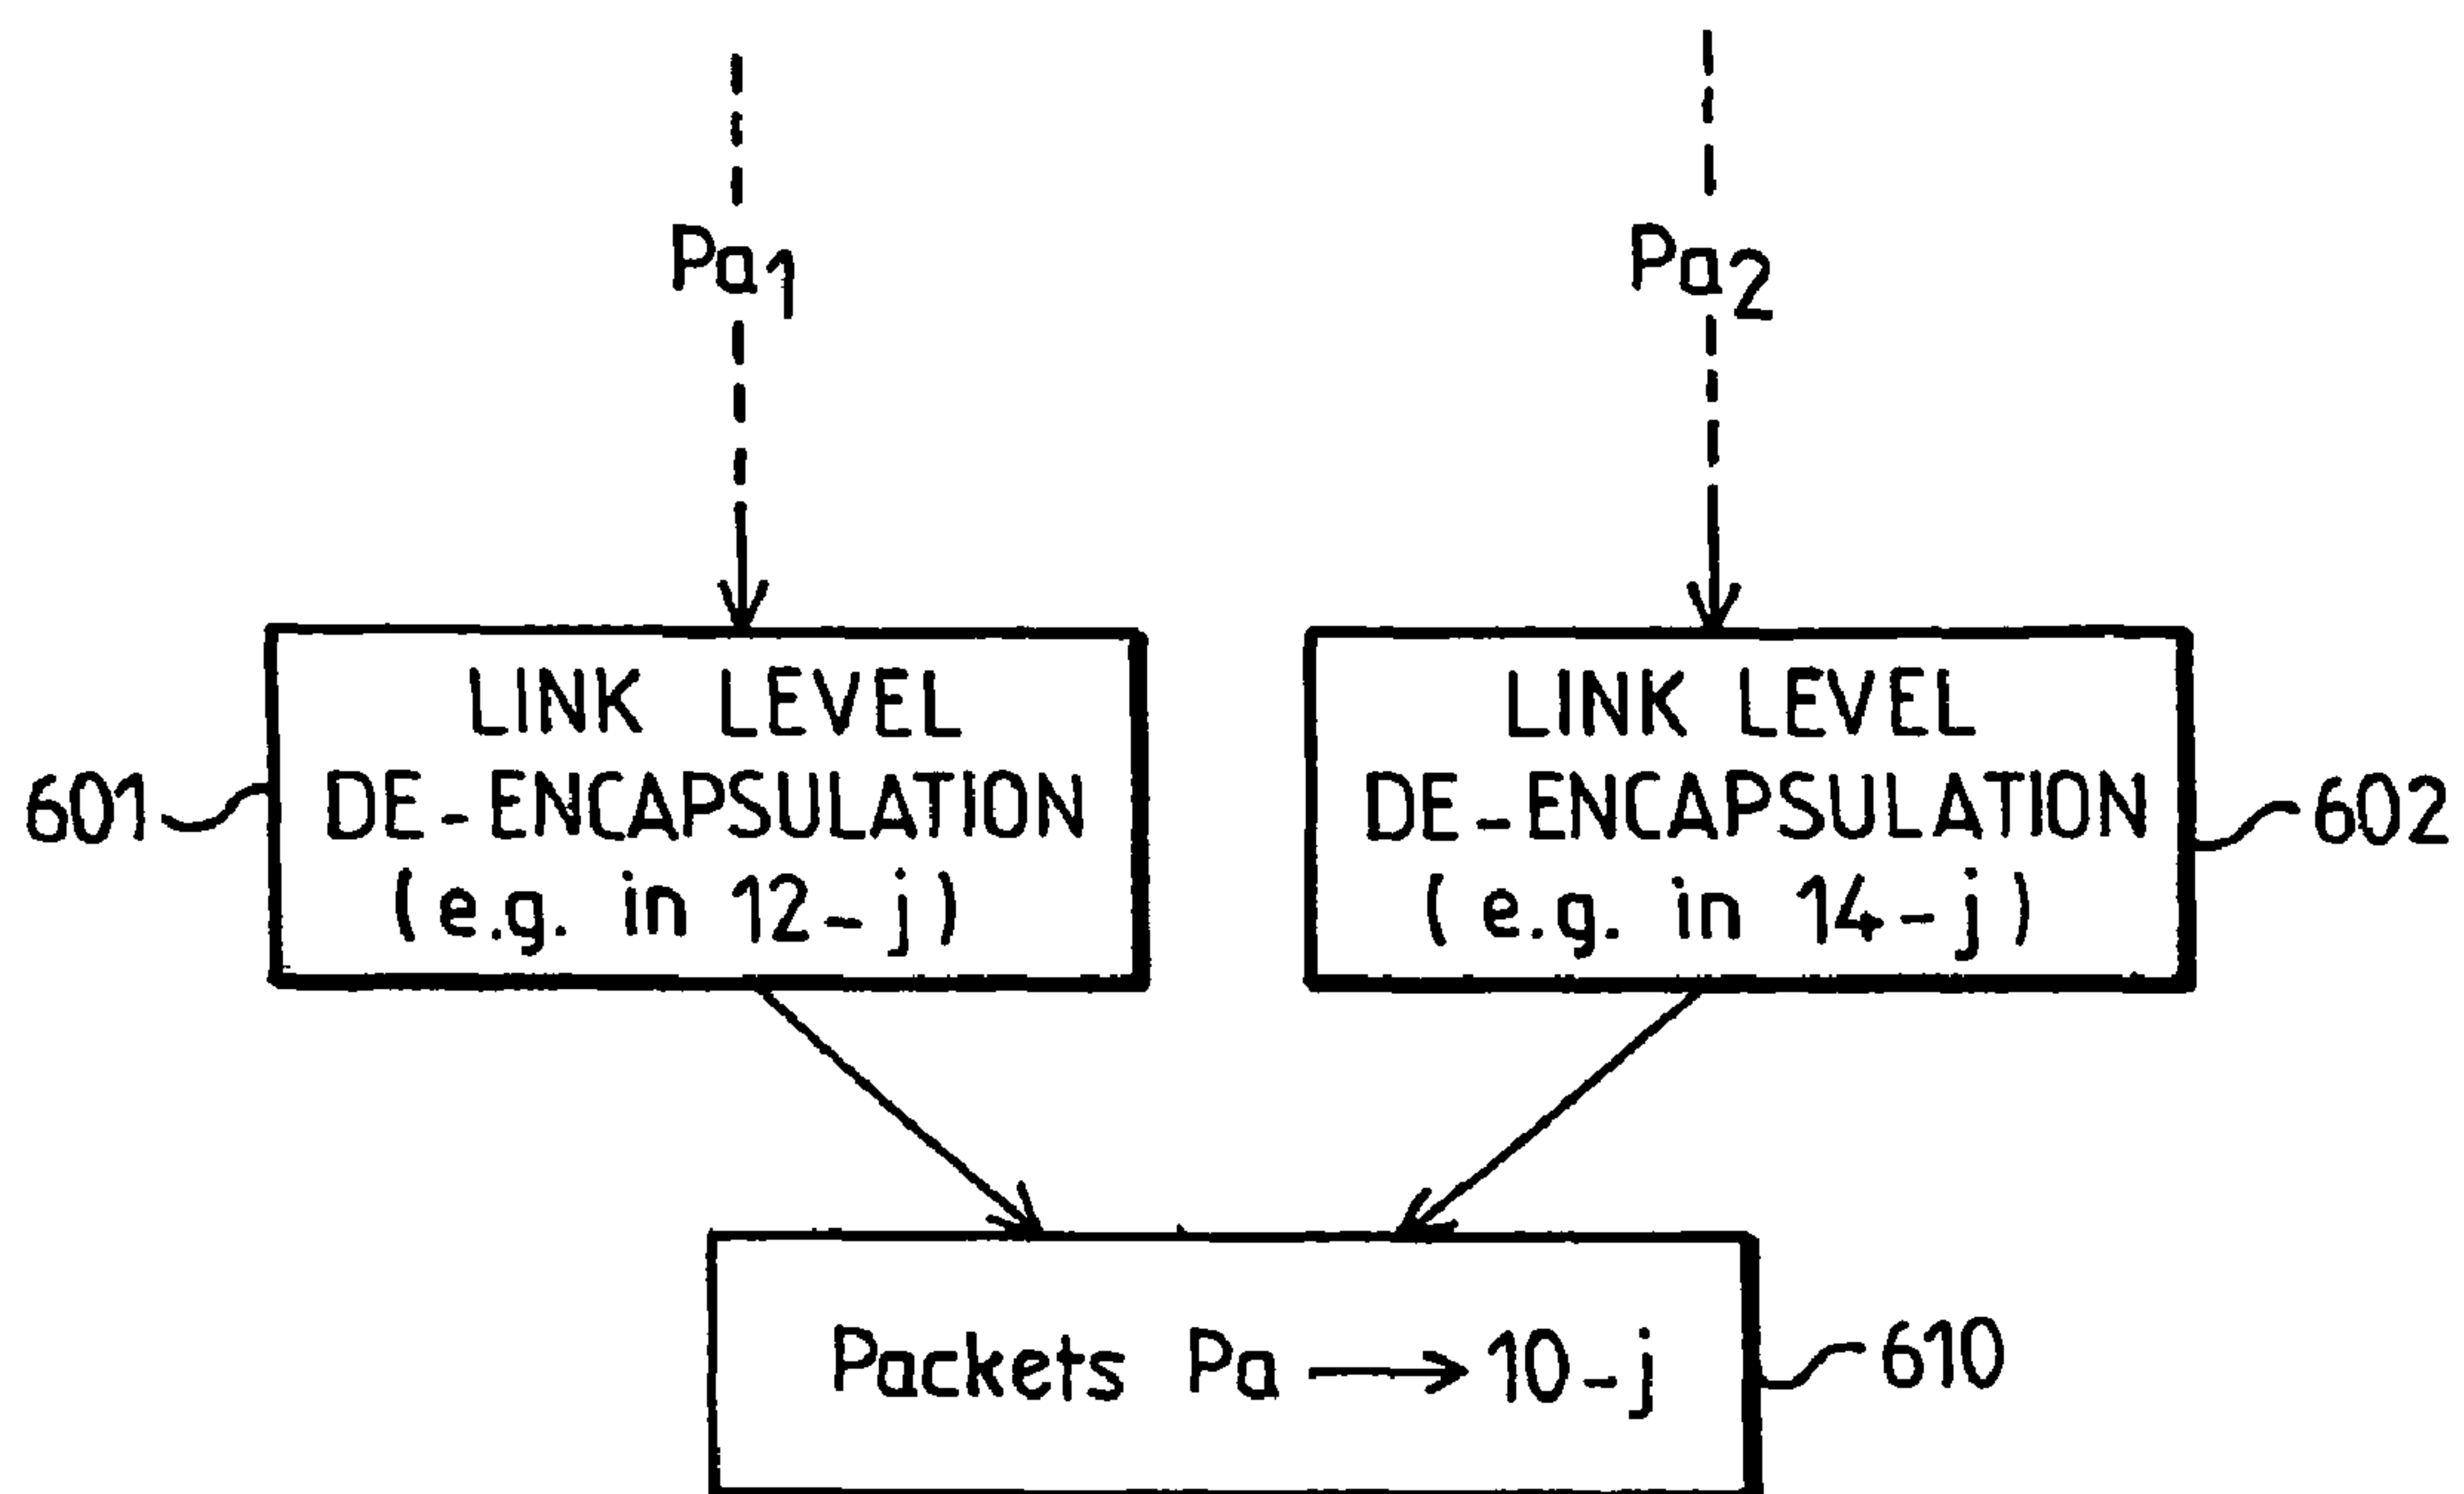 Pa1
Pa2
LINK LEVEL
DE-ENCAPSULATION
(e.g. in 12-j)
601
LINK LEVEL
DE-ENCAPSULATION
(e.g. in 14-j)
602
Packets Pa → 10-j
610